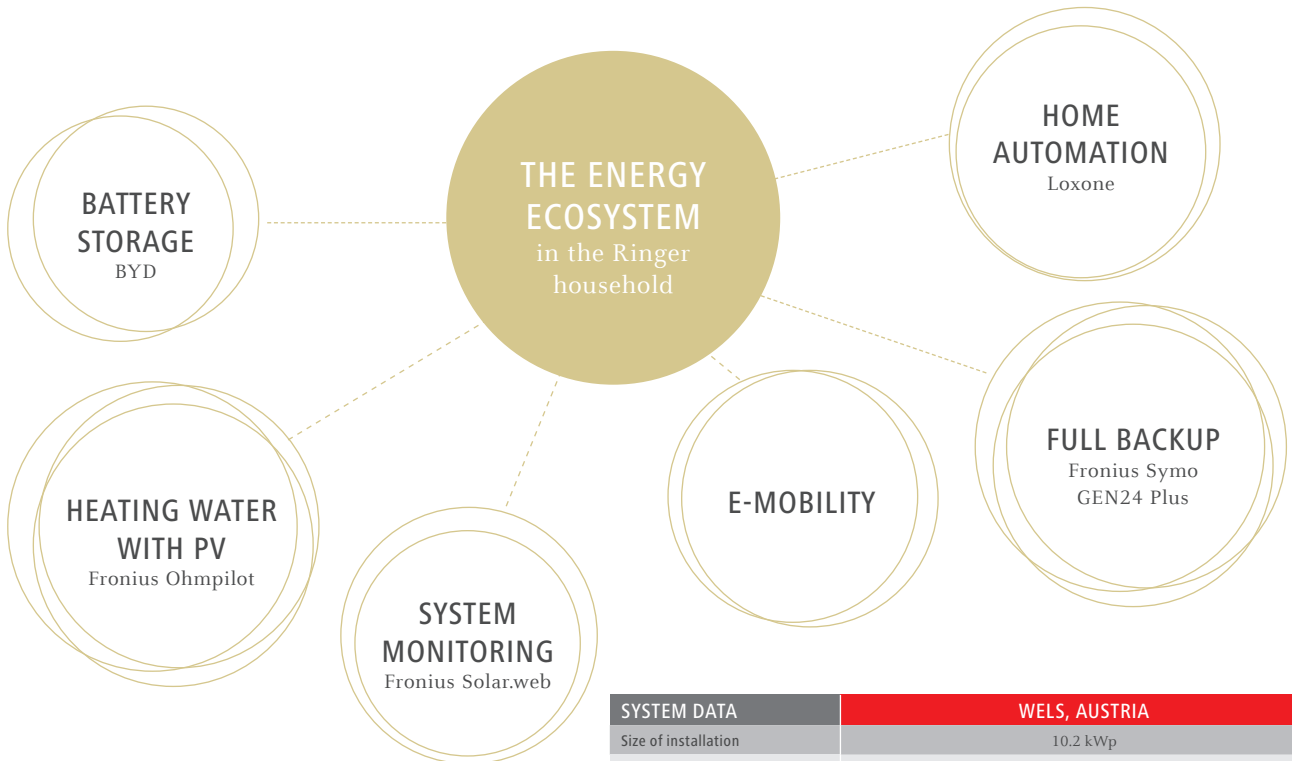 THE ENERGY
ECOSYSTEM
in the Ringer
household
HOME
AUTOMATION
Loxone
BATTERY
STORAGE
BYD
FULL BACKUP
Fronius Symo
GEN24 Plus
E-MOBILITY
HEATING WATER
WITH PV
Fronius Ohmpilot
SYSTEM
MONITORING
Fronius Solar.web
SYSTEM DATA WELS, AUSTRIA
Size of installation 10.2 kWp